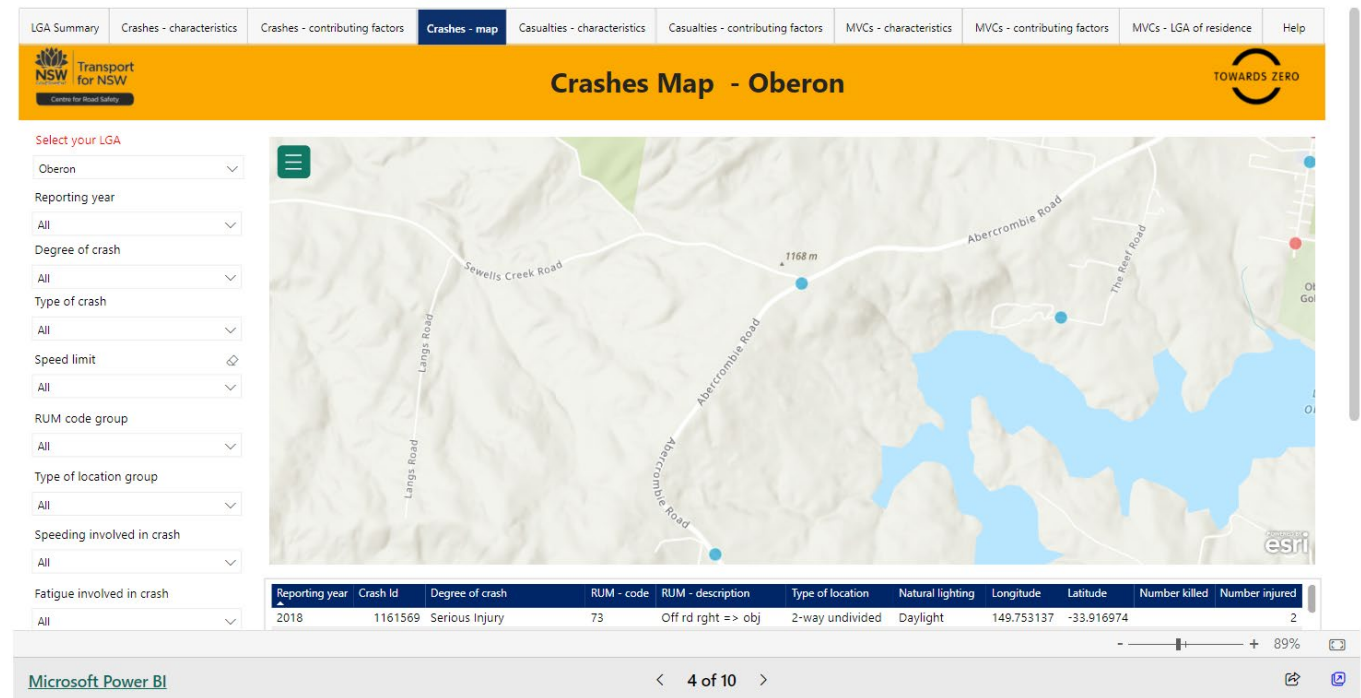 LGA Summary Crashes - characteristics Crashes - contributing factors Crashes - map Casualties - characteristics Casualties - contributing factors MVCs - characteristics MVCs - contributing factors MVCs - LGA of residence Help
NSW
Transport
for NSW
Centre for Road Safety
Crashes Map - Oberon
TOWARDS ZERO
Select your LGA
Oberon
Reporting year
All
Degree of crash
All
Type of crash
All
Speed limit
All
RUM code group
All
Type of location group
All
Speeding involved in crash
All
Fatigue involved in crash
All
Abercrombie Road
The Reef Road
1168 m
Sewells Creek Road
Langs Road
Abercrombie Road
Langs Road
Abercrombie Road
esri
Reporting year Crash Id Degree of crash RUM - code RUM - description Type of location Natural lighting Longitude Latitude Number killed Number injured
2018 1161569 Serious Injury 73 Off rd rght => obj 2-way undivided Daylight 149.753137 -33.916974 2
- + 89%
Microsoft Power BI
< 4 of 10 >